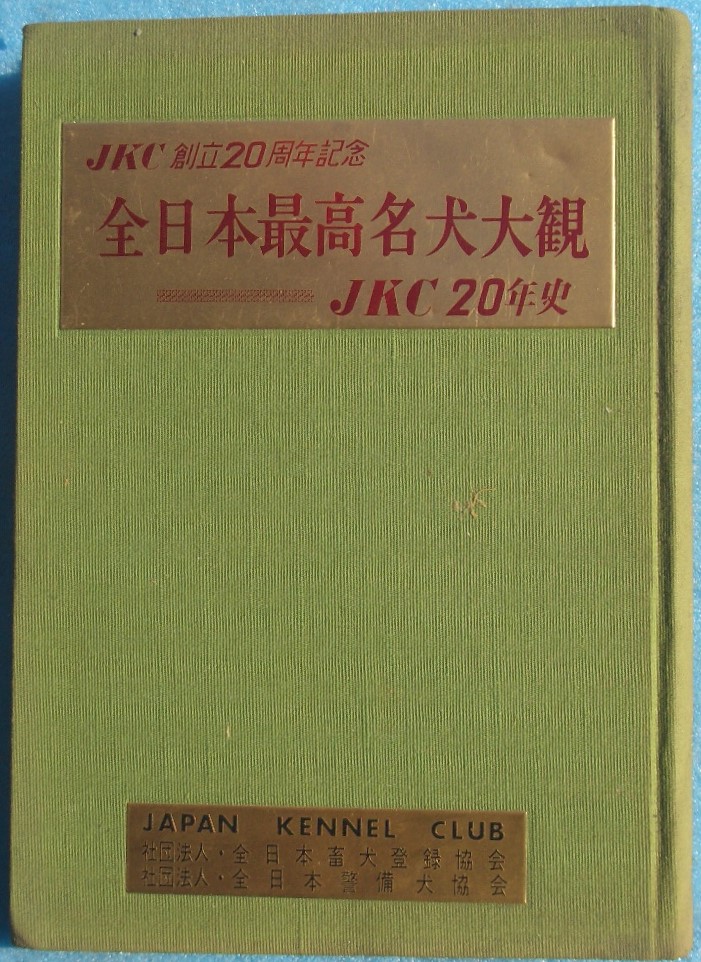 JKC 創立20周年記念
全日本最高名犬大観
JKC 20年史
JAPAN KENNEL CLUB
社団法人・全日本畜犬登録協会
社団法人・全日本警備犬協会